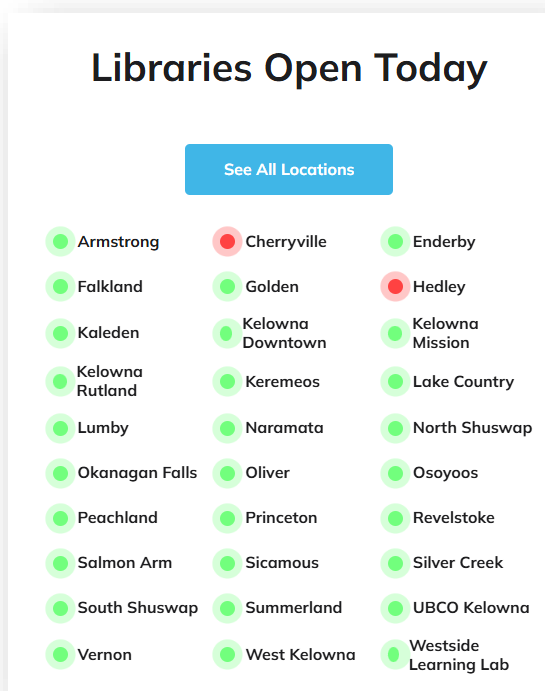 Libraries Open Today
See All Locations
Armstrong
Cherryville
Enderby
Falkland
Golden
Hedley
Kaleden
Kelowna
Downtown
Kelowna
Mission
Kelowna
Rutland
Keremeos
Lake Country
Lumby
Naramata
North Shuswap
Okanagan Falls
Oliver
Osoyoos
Peachland
Princeton
Revelstoke
Salmon Arm
Sicamous
Silver Creek
South Shuswap
Summerland
UBCO Kelowna
Vernon
West Kelowna
Westside
Learning Lab